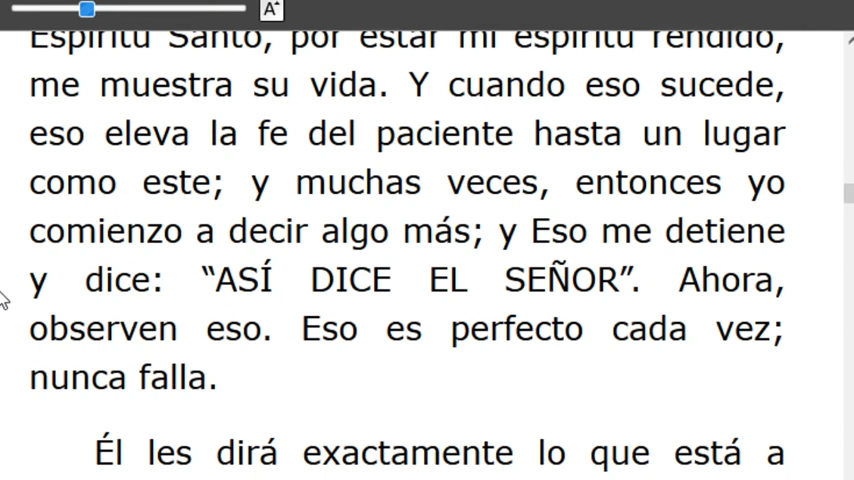 A
Espíritu Santo, por estar mi espíritu rendido,
me muestra su vida. Y cuando eso sucede,
eso eleva la fe del paciente hasta un lugar
como este; y muchas veces, entonces yo
comienzo a decir algo más; y Eso me detiene
y dice: “ASÍ DICE EL SEÑOR”. Ahora,
observen eso. Eso es perfecto cada vez;
nunca falla.
Él les dirá exactamente lo que está a